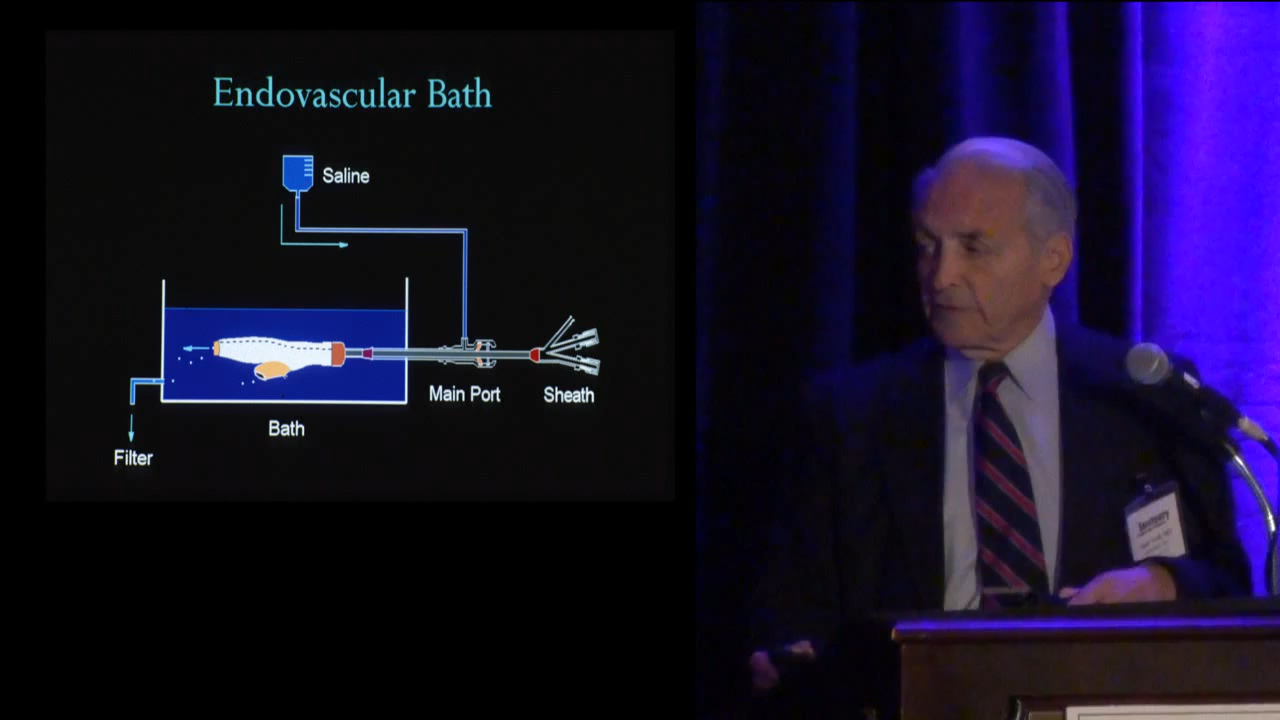 Endovascular Bath
Saline
Main Port
Sheath
Bath
Filter